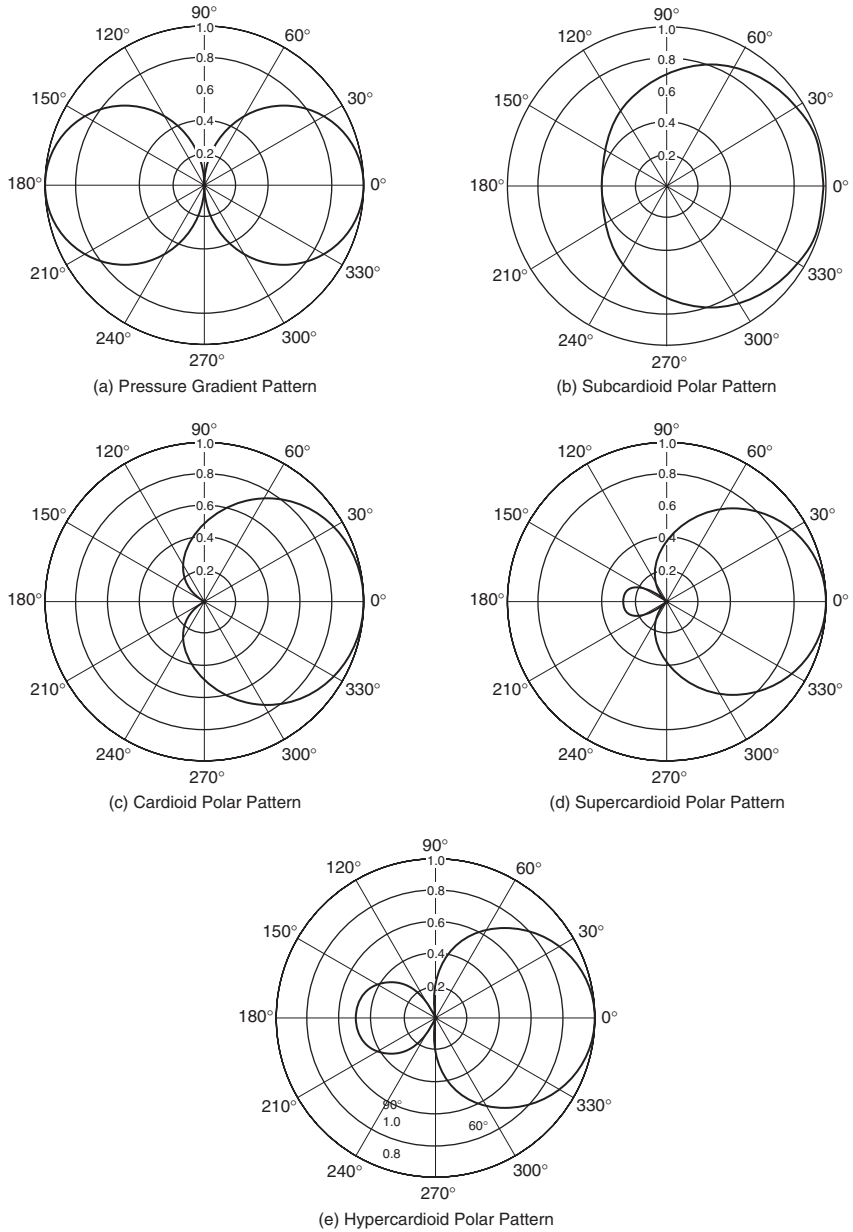 90° 90°
120° 1.0 60° 120° 1.0 60°
0.8 0.8
150° 0.6 30° 150° 0.6 30°
0.4 0.4
0.2 0.2
180° 0° 180° 0°
210° 330° 210° 330°
240° 300° 240° 300°
270° 270°
(a) Pressure Gradient Pattern (b) Subcardioid Polar Pattern
90° 90°
120° 1.0 60° 120° 1.0 60°
0.8 0.8
150° 0.6 30° 150° 0.6 30°
0.4 0.4
0.2 0.2
180° 0° 180° 0°
210° 330° 210° 330°
240° 300° 240° 300°
270° 270°
(c) Cardioid Polar Pattern (d) Supercardioid Polar Pattern
90°
120° 1.0 60°
0.8
150° 0.6 30°
0.4
0.2
180° 0°
210° 330°
90°
1.0 60°
0.8
240° 300°
270°
(e) Hypercardioid Polar Pattern